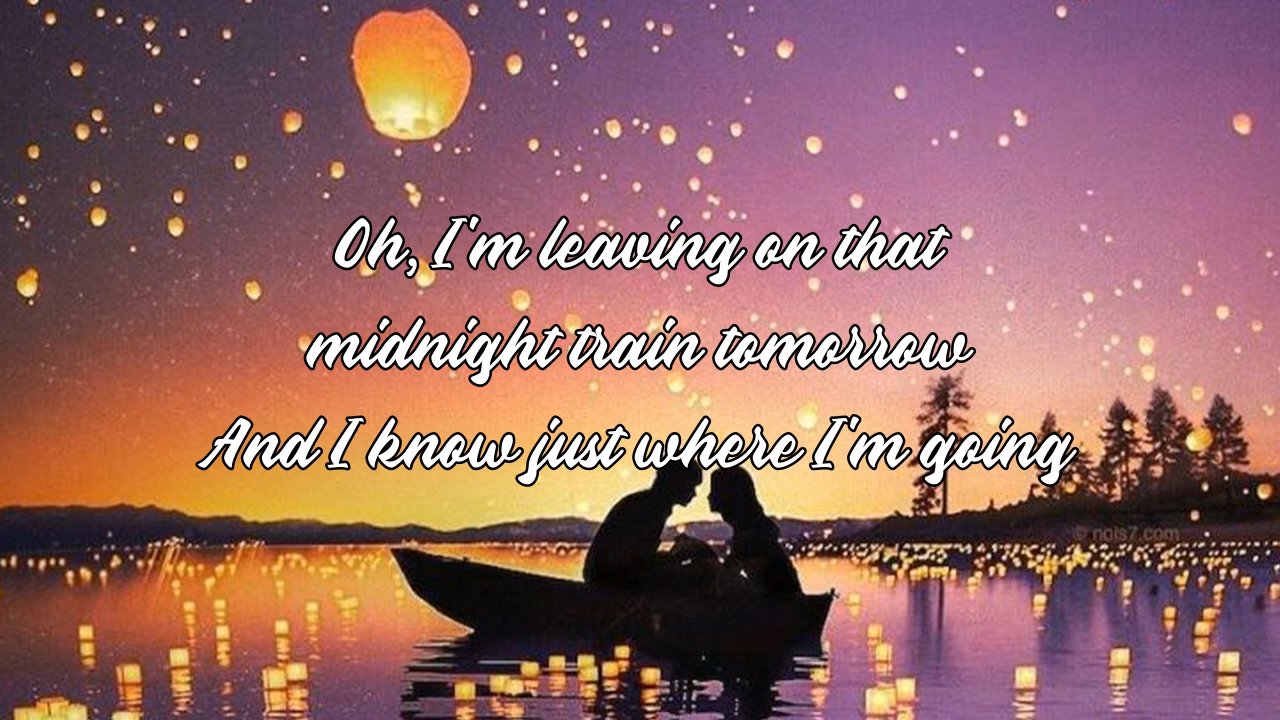 Oh, I'm leaving on that
midnight train tomorrow
And I know just where I'm going
© nois7.com